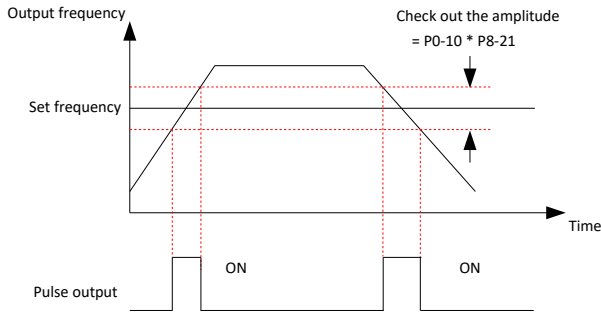 Output frequency
Check out the amplitude
= P0-10 * P8-21
Set frequency
Time
ON
ON
Pulse output